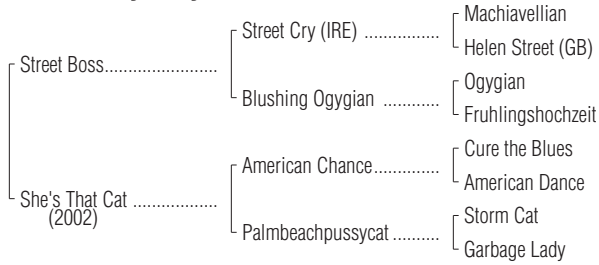 Machiavellian
Street Cry (IRE) ................
Helen Street (GB)
Street Boss........................
Ogygian
Blushing Ogygian ............
Fruhlingshochzeit
Cure the Blues
American Chance..............
American Dance
She's That Cat ..................
(2002)
Storm Cat
Palmbeachpussycat ..........
Garbage Lady